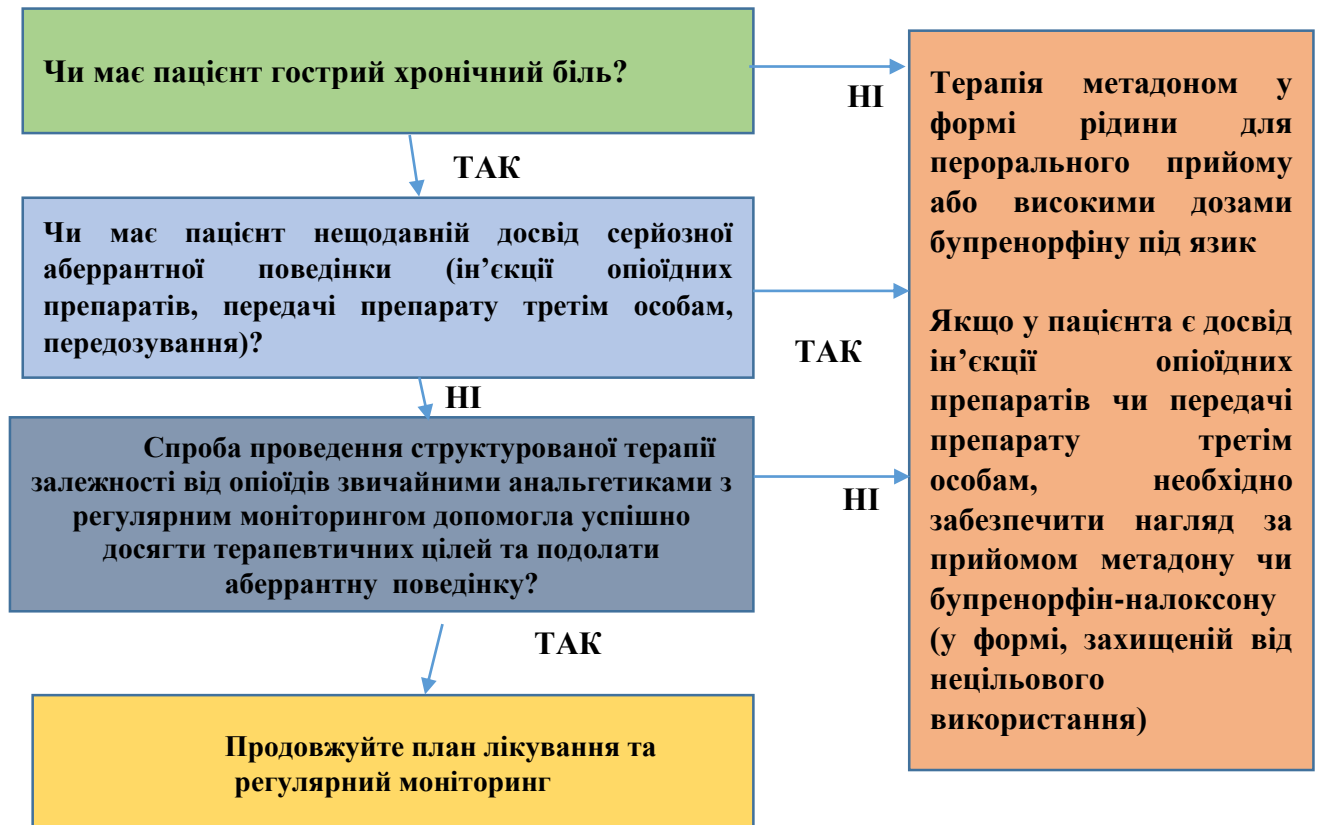 Чи має пацієнт гострий хронічний біль?
НІ
ТАК
Чи має пацієнт нещодавній досвід серйозної
аберрантної поведінки (ін’єкції опіоїдних
препаратів, передачі препарату третім особам,
передозування)?
ТАК
НІ
Спроба проведення структурованої терапії
залежності від опіоїдів звичайними анальгетиками з
регулярним моніторингом допомогла успішно
досягти терапевтичних цілей та подолати
аберрантну поведінку?
НІ
ТАК
Продовжуйте план лікування та
регулярний моніторинг
Терапія метадоном у
формі рідини для
перорального прийому
або високими дозами
бупренорфіну під язик
Якщо у пацієнта є досвід
ін’єкції опіоїдних
препаратів чи передачі
препарату третім
особам, необхідно
забезпечити нагляд за
прийомом метадону чи
бупренорфін-налоксону
(у формі, захищеній від
нецільового
використання)